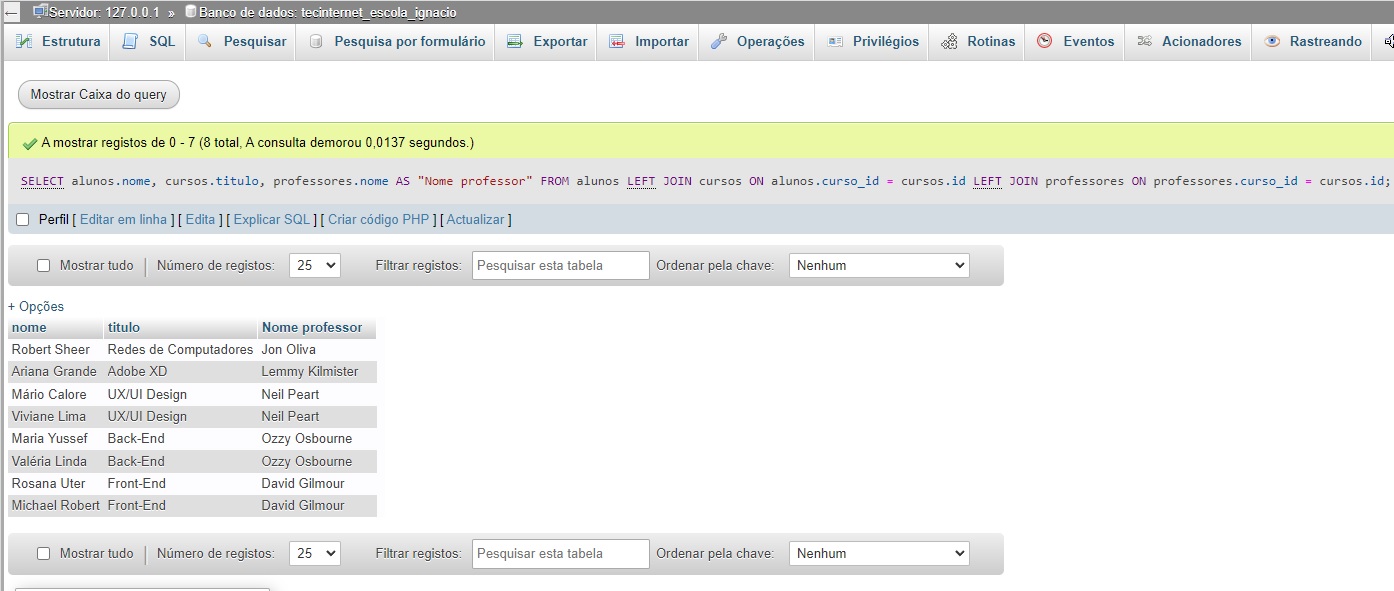 Servidor: 127.0.0.1 » Banco de dados: tecinternet_escola_ignacio
Estrutura SQL Pesquisar Pesquisa por formulário Exportar Importar Operações Privilégios Rotinas Eventos Acionadores Rastreando
Mostrar Caixa do query
A mostrar registos de 0 - 7 (8 total, A consulta demorou 0,0137 segundos.)
SELECT alunos.nome, cursos.titulo, professores.nome AS "Nome professor" FROM alunos LEFT JOIN cursos ON alunos.curso_id = cursos.id LEFT JOIN professores ON professores.curso_id = cursos.id;
Perfil [ Editar em linha ] [ Edita ] [ Explicar SQL ] [ Criar código PHP ] [ Actualizar ]
Mostrar tudo Número de registos: 25 Filtrar registos: Pesquisar esta tabela Ordenar pela chave: Nenhum
+ Opções
nome titulo Nome professor
Robert Sheer Redes de Computadores Jon Oliva
Ariana Grande Adobe XD Lemmy Kilmister
Mário Calore UX/UI Design Neil Peart
Viviane Lima UX/UI Design Neil Peart
Maria Yussef Back-End Ozzy Osbourne
Valéria Linda Back-End Ozzy Osbourne
Rosana Uter Front-End David Gilmour
Michael Robert Front-End David Gilmour
Mostrar tudo Número de registos: 25 Filtrar registos: Pesquisar esta tabela Ordenar pela chave: Nenhum